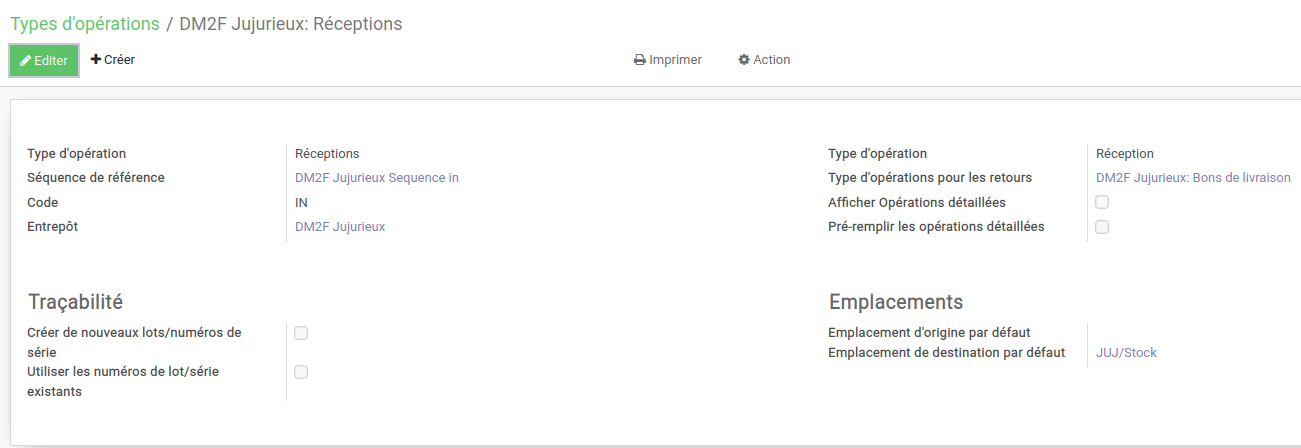 Types d'opérations / DM2F Jujurieux: Réceptions
Editer Créer Imprimer Action
Type d'opération Réceptions
Séquence de référence DM2F Jujurieux Sequence in
Code IN
Entrepôt DM2F Jujurieux
Type d'opération Réception
Type d'opérations pour les retours DM2F Jujurieux: Bons de livraison
Afficher Opérations détaillées
Pré-remplir les opérations détaillées
Traçabilité
Créer de nouveaux lots/numéros de
série
Utiliser les numéros de lot/série
existants
Emplacements
Emplacement d'origine par défaut
Emplacement de destination par défaut JUJ/Stock